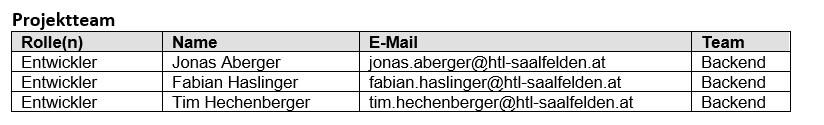 Projektteam
Rolle(n) Name E-Mail Team
Entwickler Jonas Aberger jonas.aberger@htl-saalfelden.at Backend
Entwickler Fabian Haslinger fabian.haslinger@htl-saalfelden.at Backend
Entwickler Tim Hechenberger tim.hechenberger@htl-saalfelden.at Backend